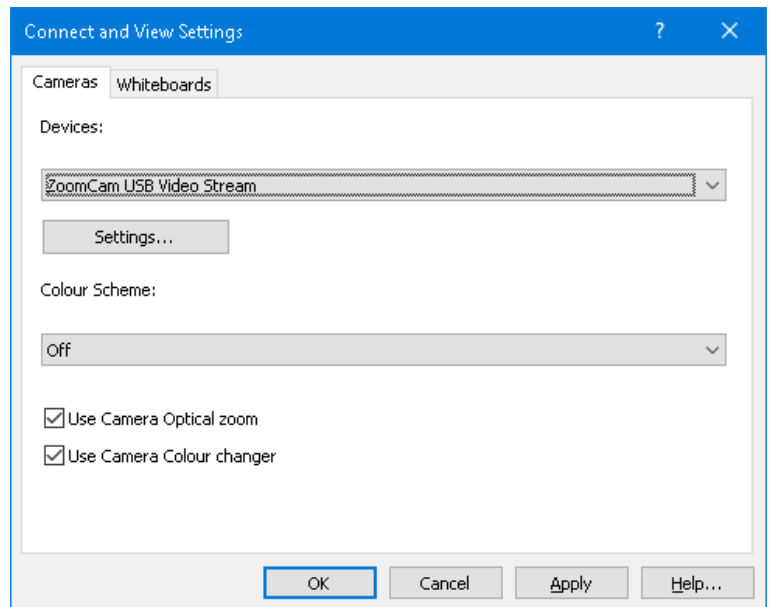 Connect and View Settings ?
Cameras Whiteboards
Devices:
ZoomCam USB Video Stream
Settings...
Colour Scheme:
Off
Use Camera Optical zoom
Use Camera Colour changer
OK Cancel Apply Help...